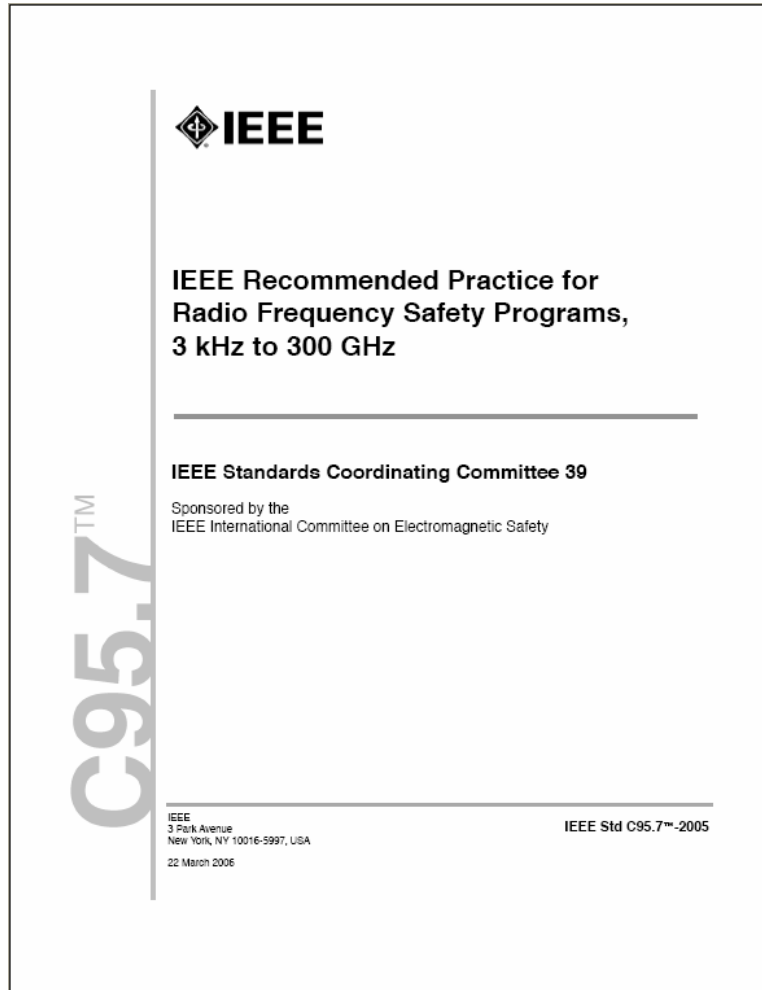 IEEE
IEEE Recommended Practice for
Radio Frequency Safety Programs,
3 kHz to 300 GHz
IEEE Standards Coordinating Committee 39
Sponsored by the
IEEE International Committee on Electromagnetic Safety
C95.7™
IEEE
3 Park Avenue
New York, NY 10016-5997, USA
22 March 2006
IEEE Std C95.7™-2005